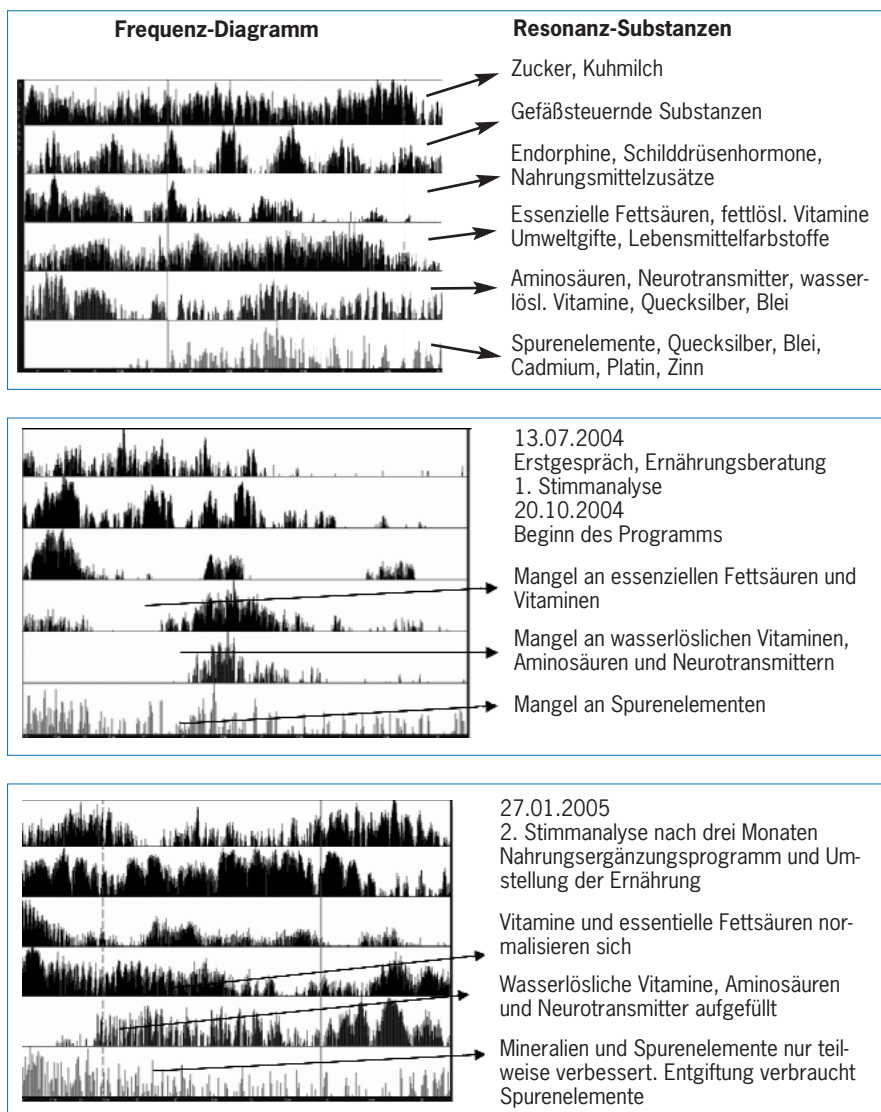 Frequenz-Diagramm
Resonanz-Substanzen
Zucker, Kuhmilch
Gefäßsteuernde Substanzen
Endorphine, Schilddrüsenhormone,
Nahrungsmittelzusätze
Essenzielle Fettsäuren, fettlösl. Vitamine
Umweltgifte, Lebensmittelfarbstoffe
Aminosäuren, Neurotransmitter, wasser-
lösl. Vitamine, Quecksilber, Blei
Spurenelemente, Quecksilber, Blei,
Cadmium, Platin, Zinn
13.07.2004
Erstgespräch, Ernährungsberatung
1. Stimmanalyse
20.10.2004
Beginn des Programms
Mangel an essenziellen Fettsäuren und
Vitaminen
Mangel an wasserlöslichen Vitaminen,
Aminosäuren und Neurotransmittern
Mangel an Spurenelementen
27.01.2005
2. Stimmanalyse nach drei Monaten
Nahrungsergänzungsprogramm und Um-
stellung der Ernährung
Vitamine und essentielle Fettsäuren nor-
malisieren sich
Wasserlösliche Vitamine, Aminosäuren
und Neurotransmitter aufgefüllt
Mineralien und Spurenelemente nur teil-
weise verbessert. Entgiftung verbraucht
Spurenelemente